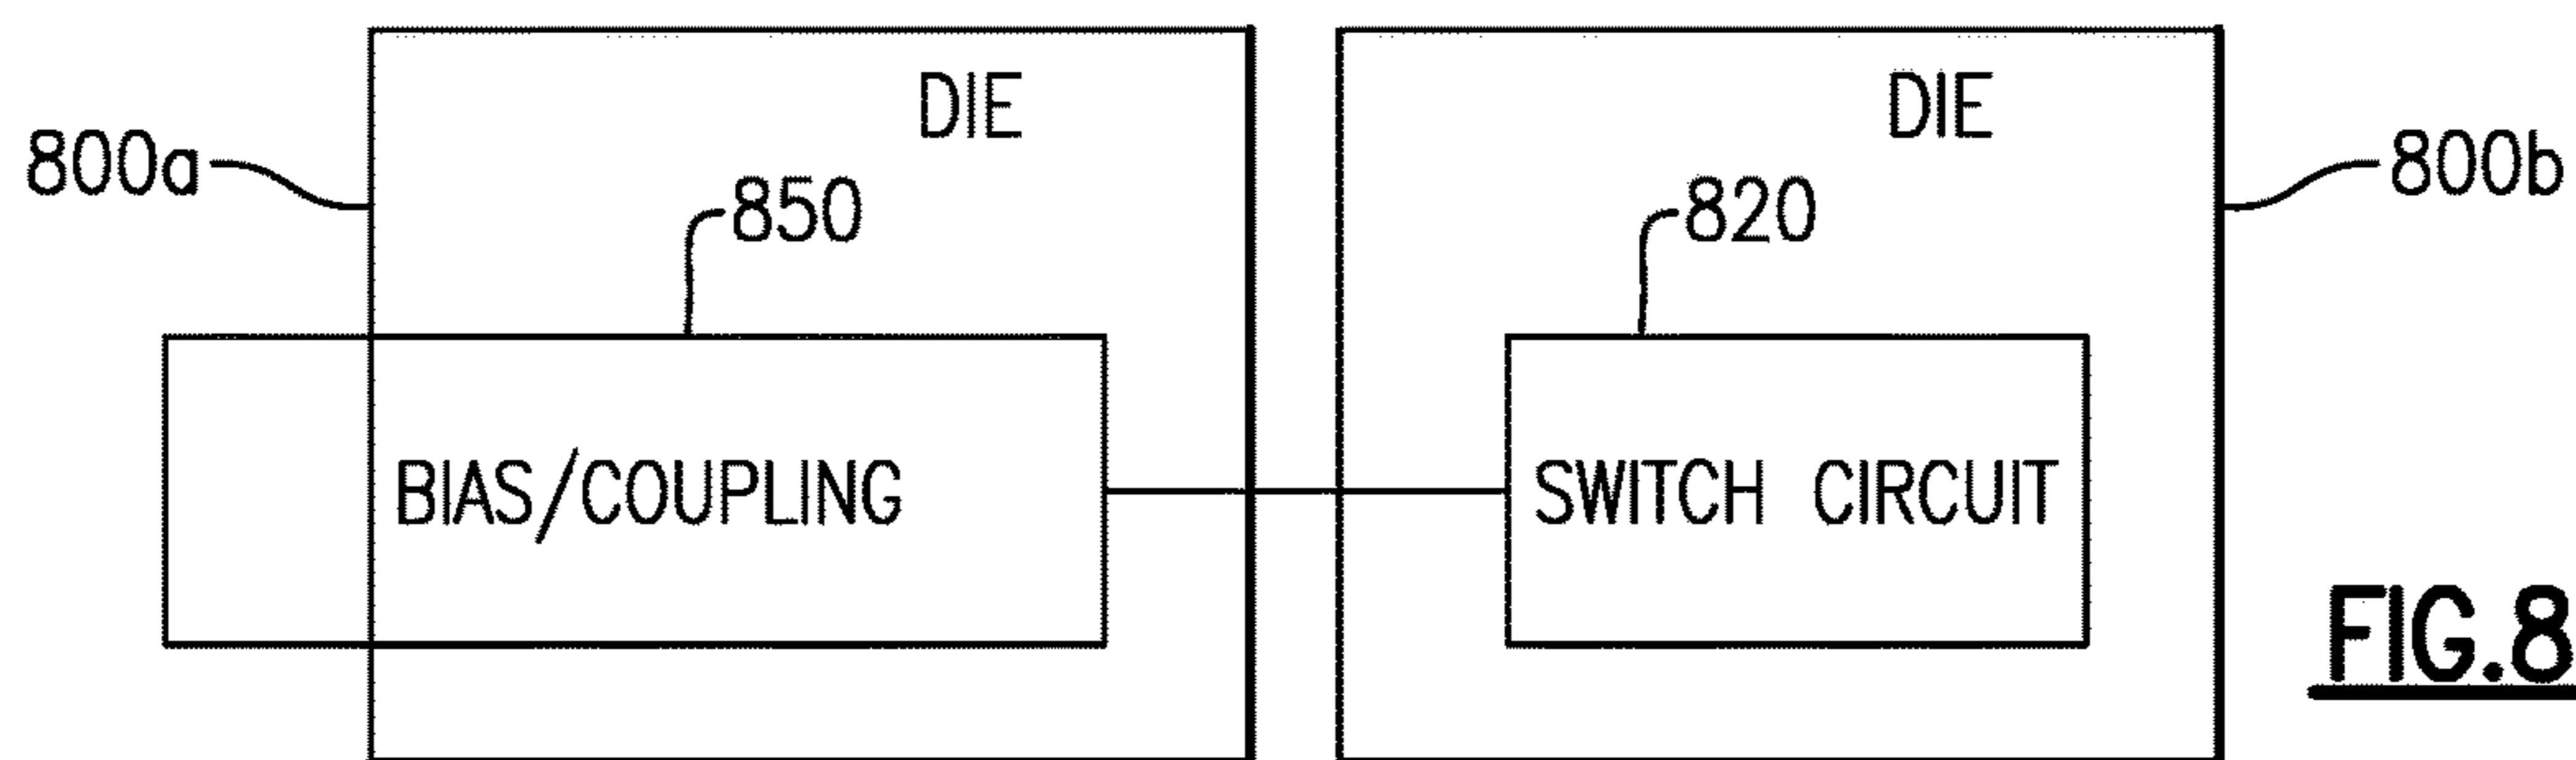 DIE
DIE
800a
800b
850
820
BIAS/COUPLING
SWITCH CIRCUIT
FIG.8